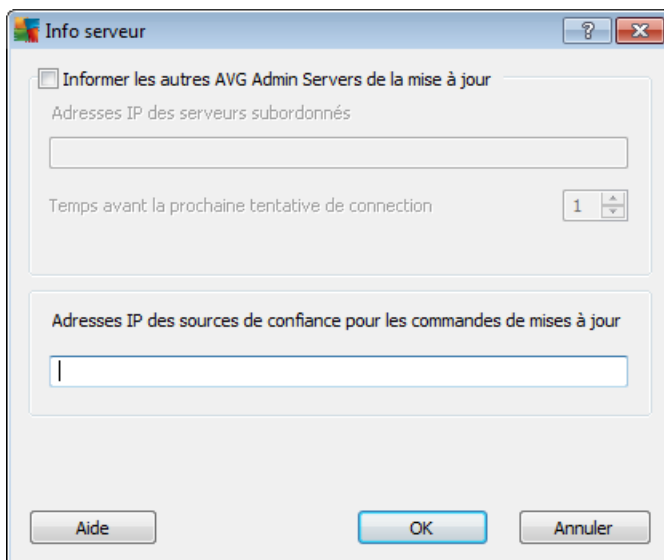 Info serveur
?
Informer les autres AVG Admin Servers de la mise à jour
Adresses IP des serveurs subordonnés
Temps avant la prochaine tentative de connection
1
Adresses IP des sources de confiance pour les commandes de mises à jour
Aide
OK
Annuler